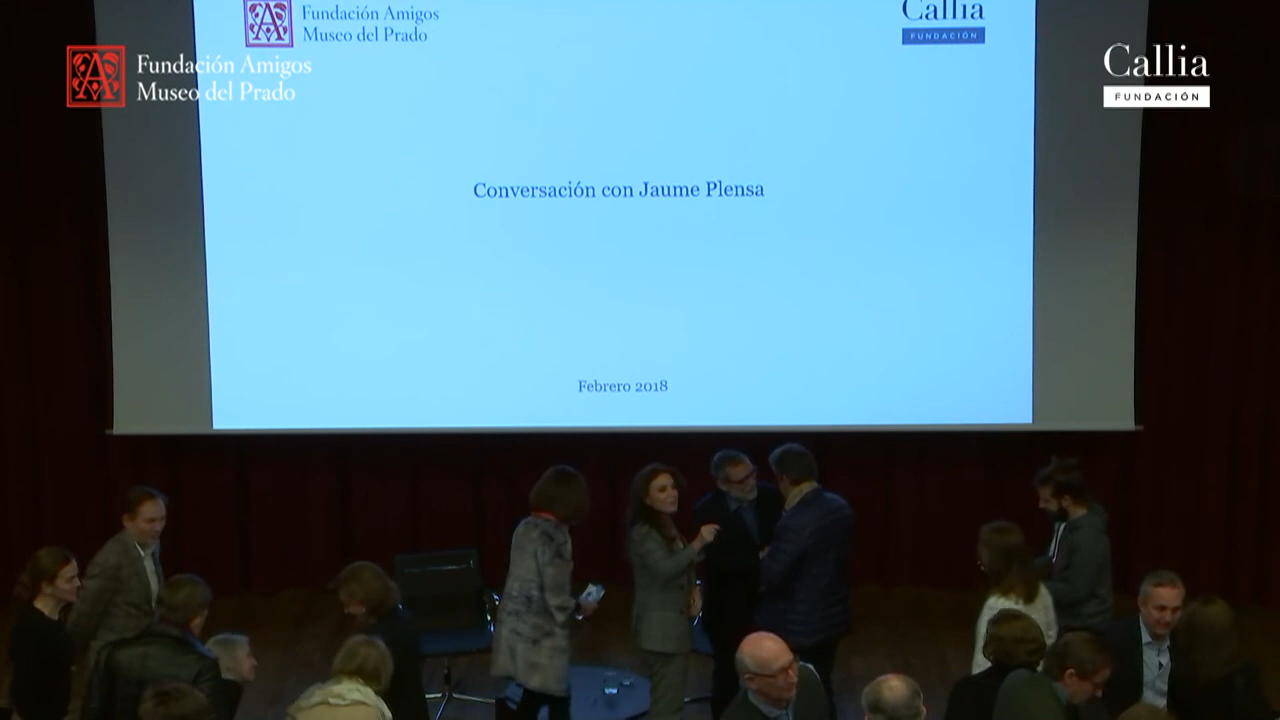 Fundación Amigos
Museo del Prado
Callia
FUNDACIÓN
Fundación Amigos
Museo del Prado
Callia
FUNDACIÓN
Conversación con Jaume Plensa
Febrero 2018